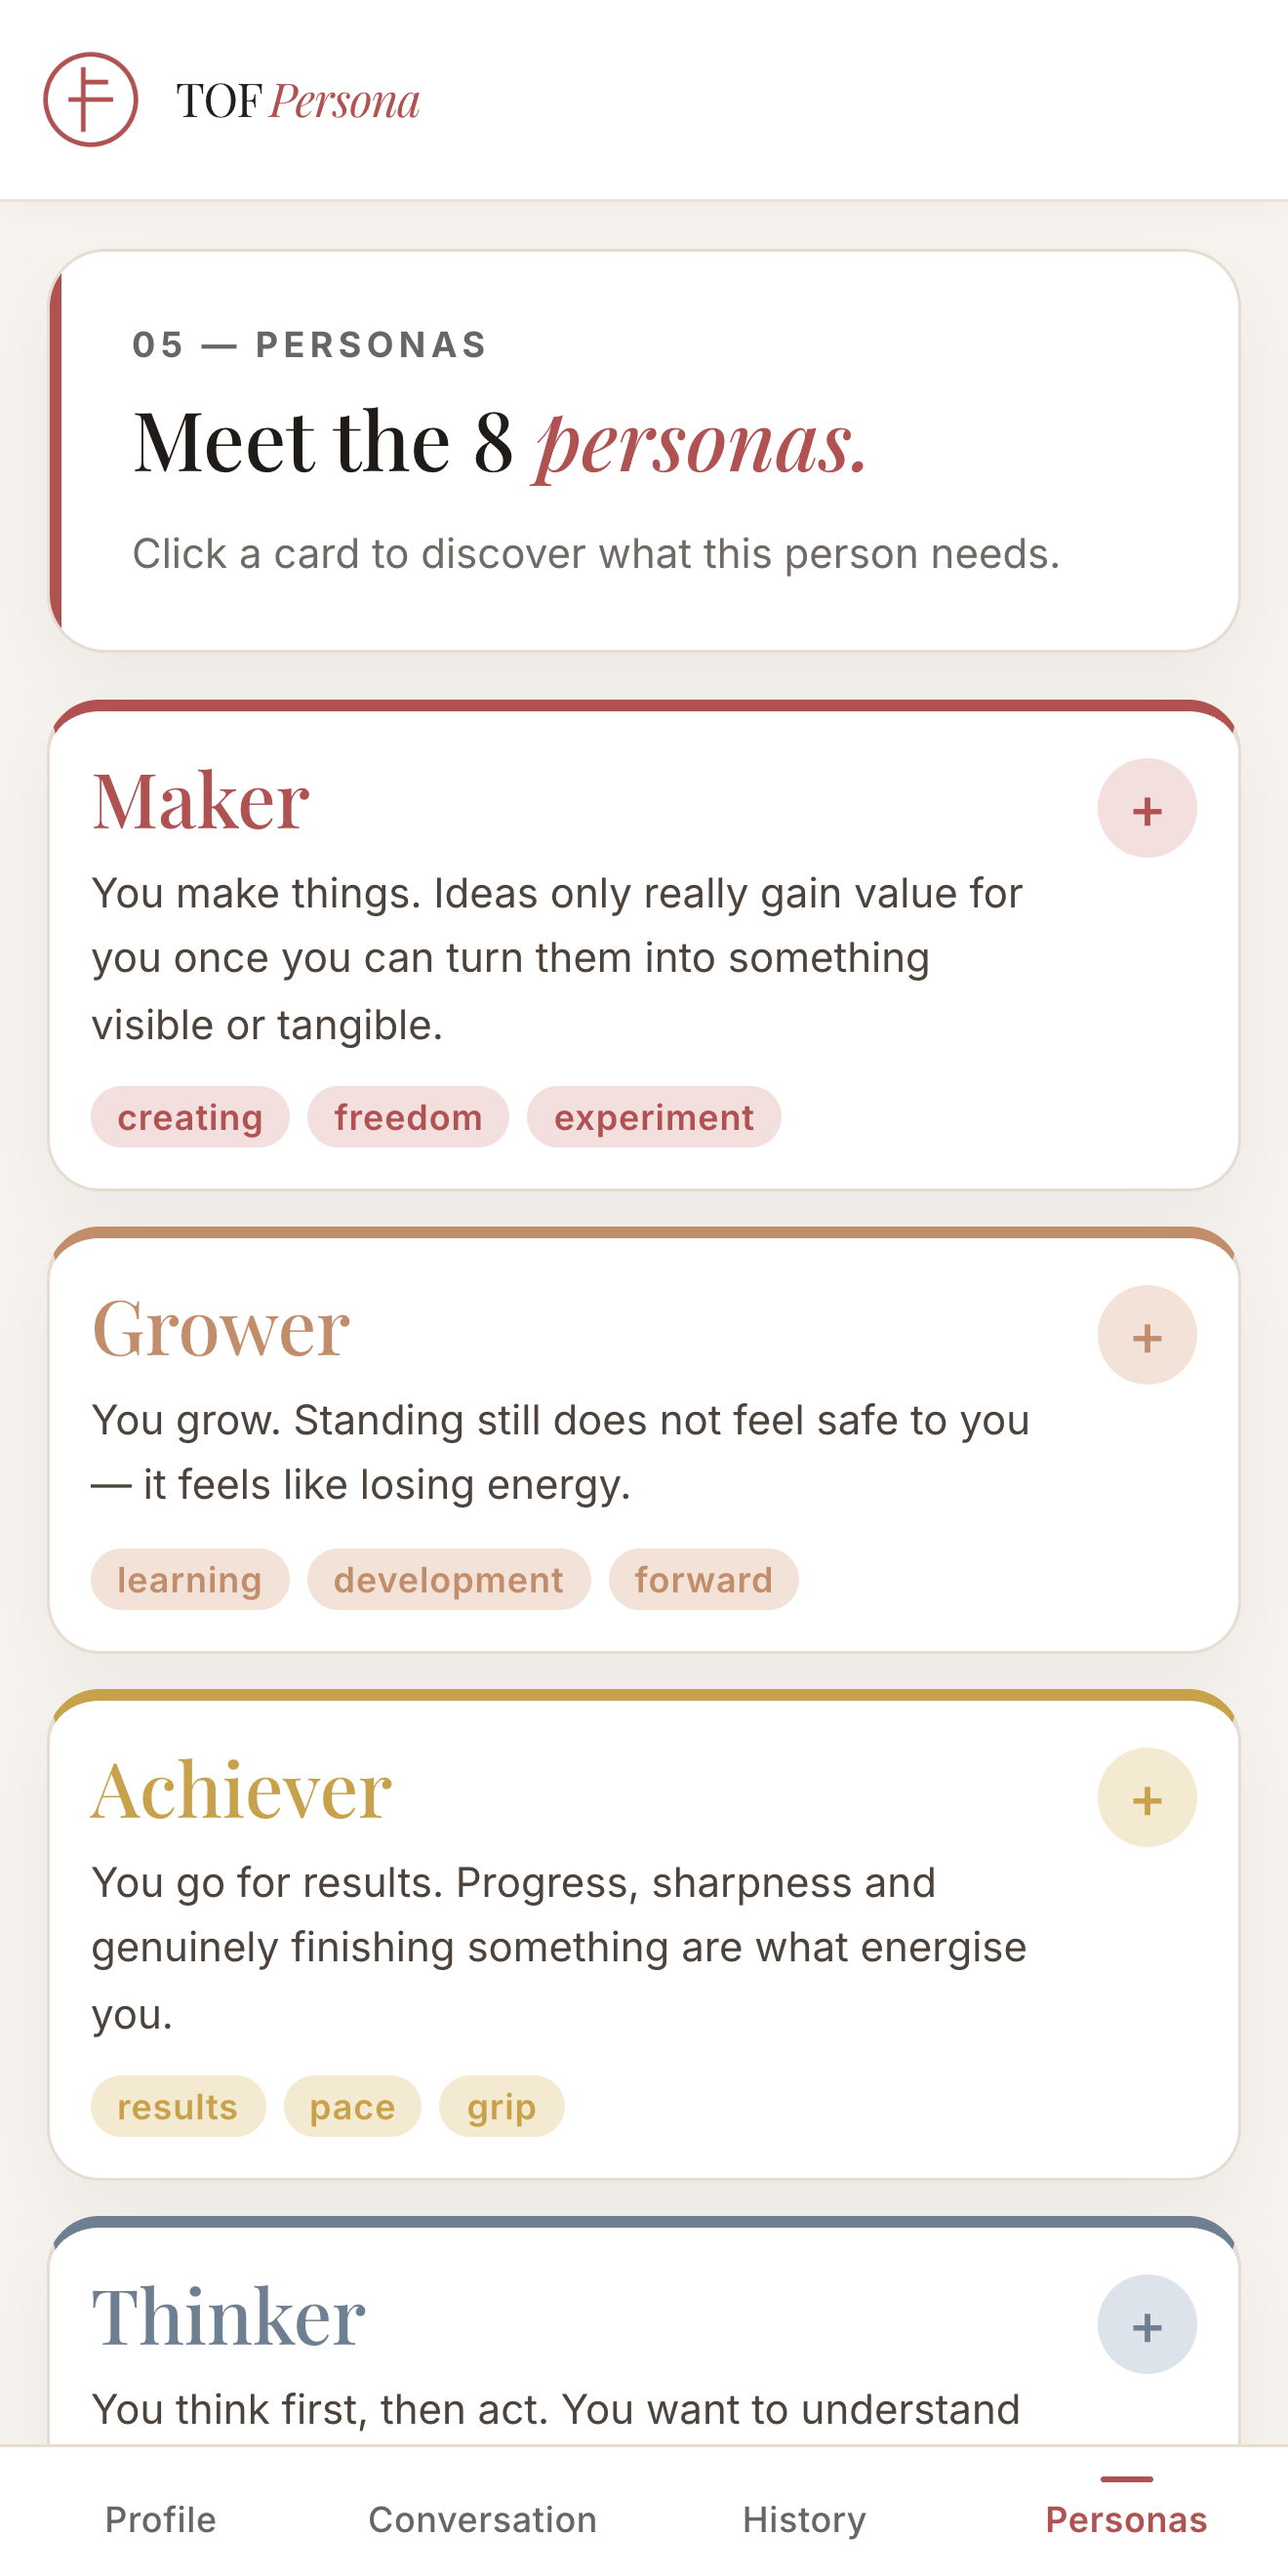 TOF Persona
05 — PERSONAS
Meet the 8 personas.
Click a card to discover what this person needs.
Maker
+
You make things. Ideas only really gain value for
you once you can turn them into something
visible or tangible.
creating freedom experiment
Grower
+
You grow. Standing still does not feel safe to you
— it feels like losing energy.
learning development forward
Achiever
+
You go for results. Progress, sharpness and
genuinely finishing something are what energise
you.
results pace grip
Thinker
+
You think first, then act. You want to understand
Profile Conversation History Personas